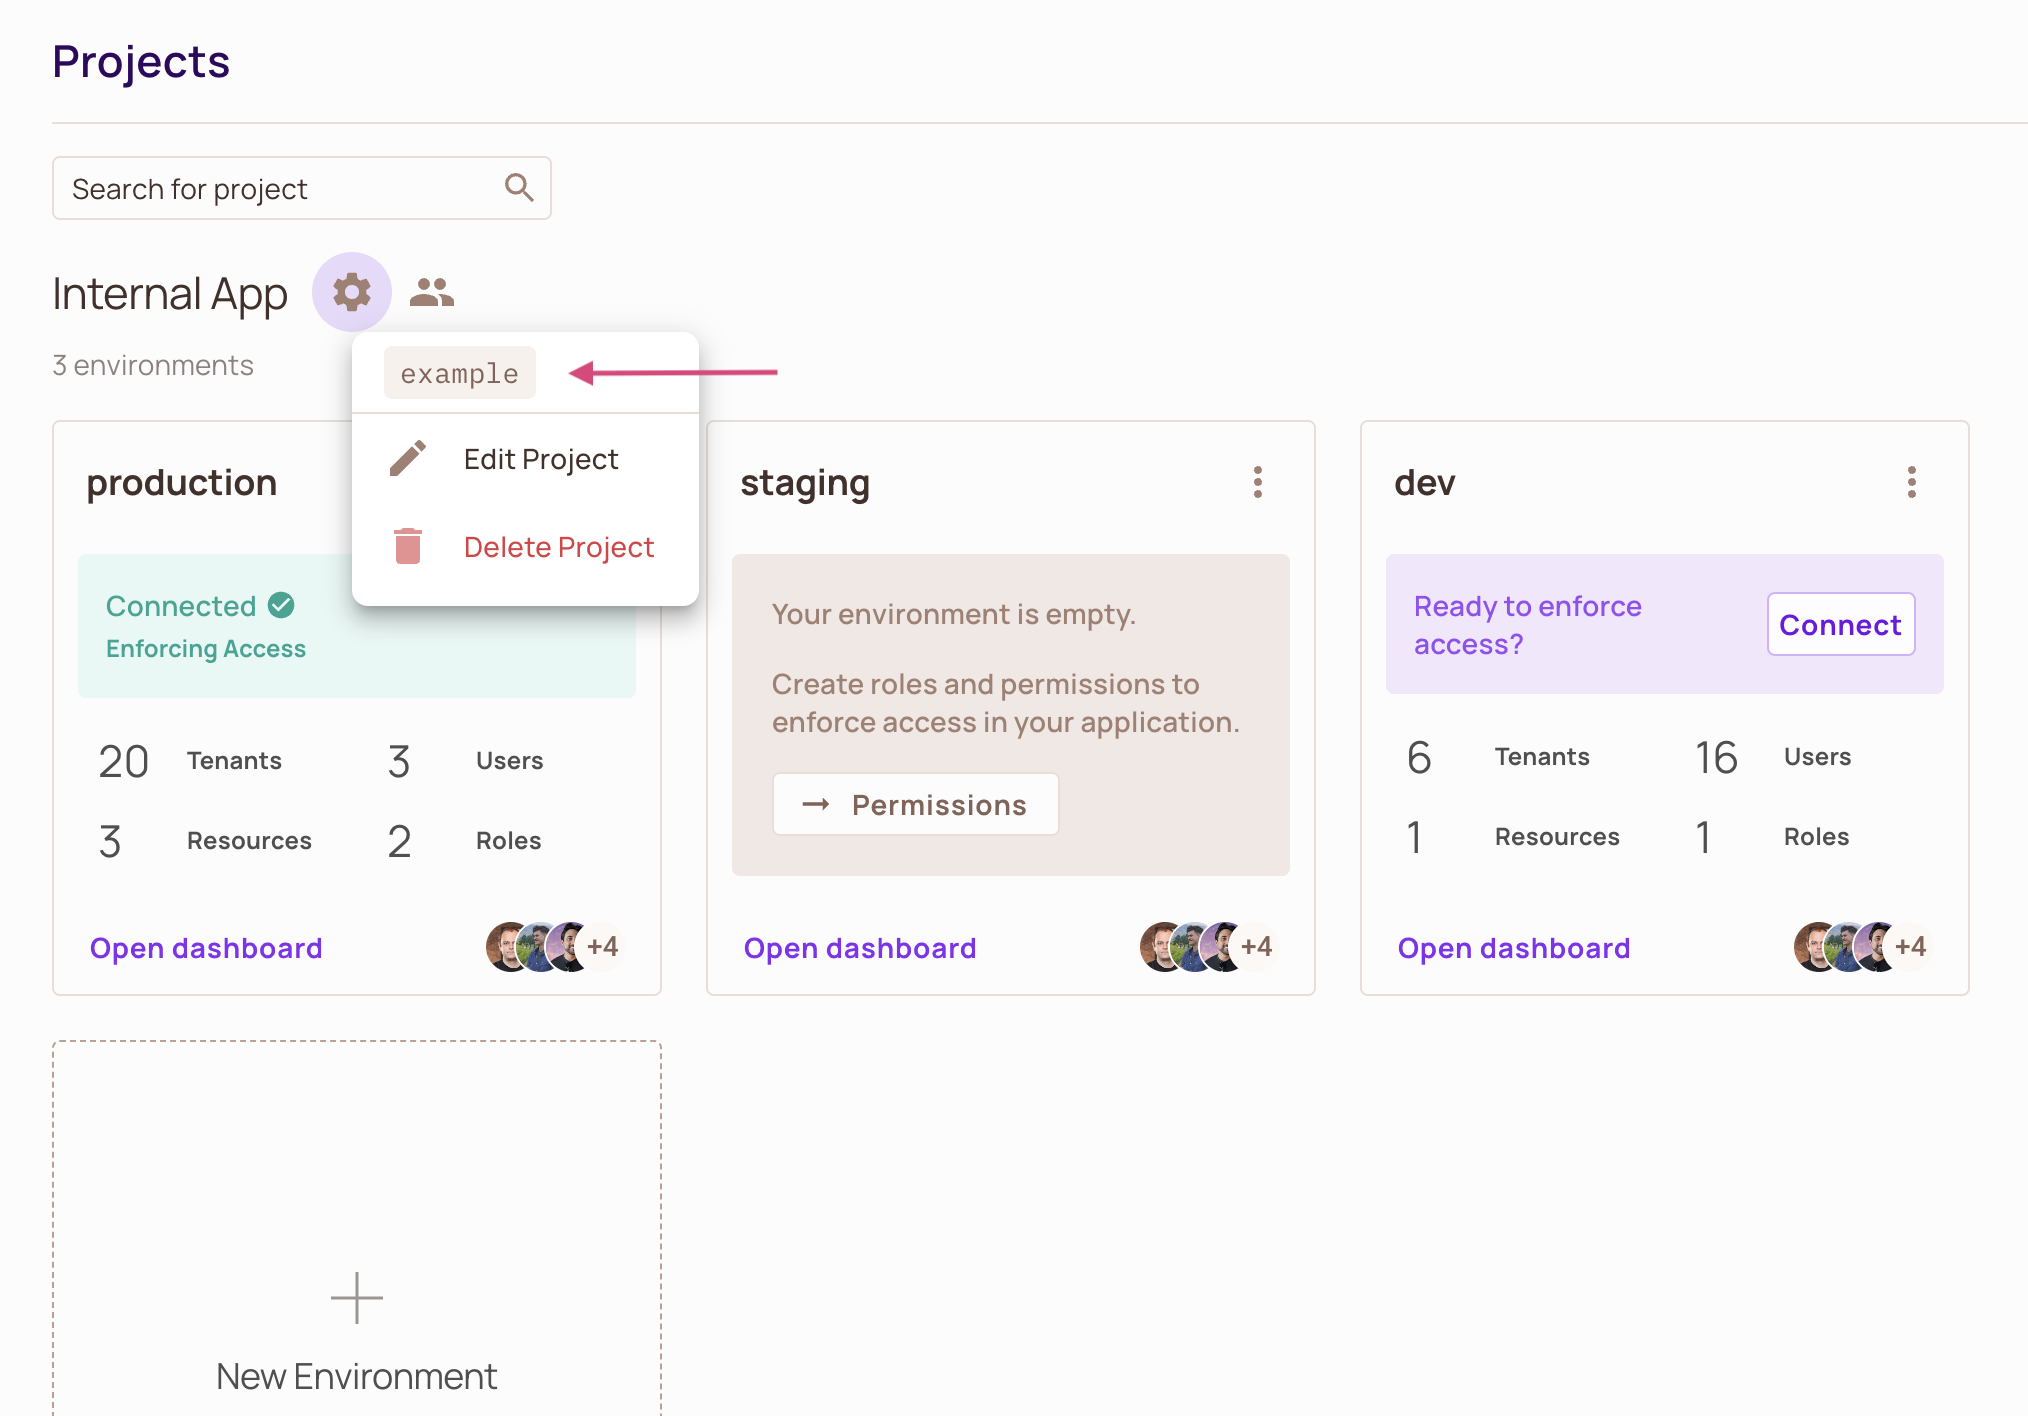 Projects
Search for project
Internal App
3 environments
example
Edit Project
Delete Project
production
Connected
Enforcing Access
20 Tenants 3 Users
3 Resources 2 Roles
Open dashboard +4
staging
Your environment is empty.
Create roles and permissions to
enforce access in your application.
Permissions
Open dashboard +4
dev
Ready to enforce
access?
Connect
6 Tenants 16 Users
1 Resources 1 Roles
Open dashboard +4
New Environment